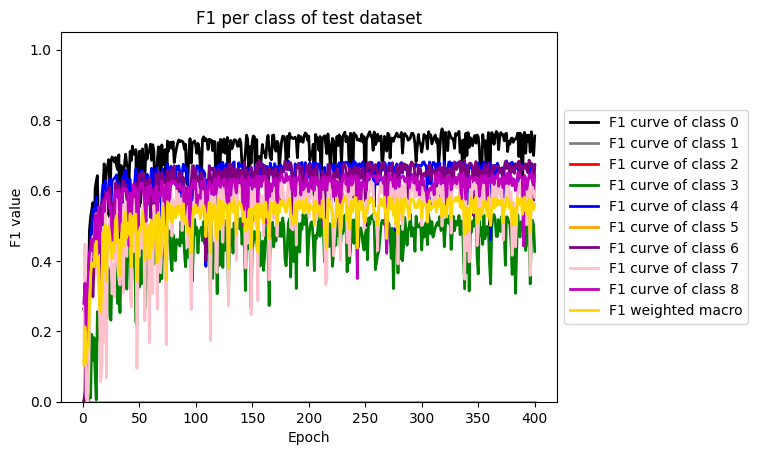 F1 per class of test dataset
1.0
0.8
0.6
0.4
0.2
0.0
F1 value
0 50 100 150 200 250 300 350 400
Epoch
F1 curve of class 0
F1 curve of class 1
F1 curve of class 2
F1 curve of class 3
F1 curve of class 4
F1 curve of class 5
F1 curve of class 6
F1 curve of class 7
F1 curve of class 8
F1 weighted macro